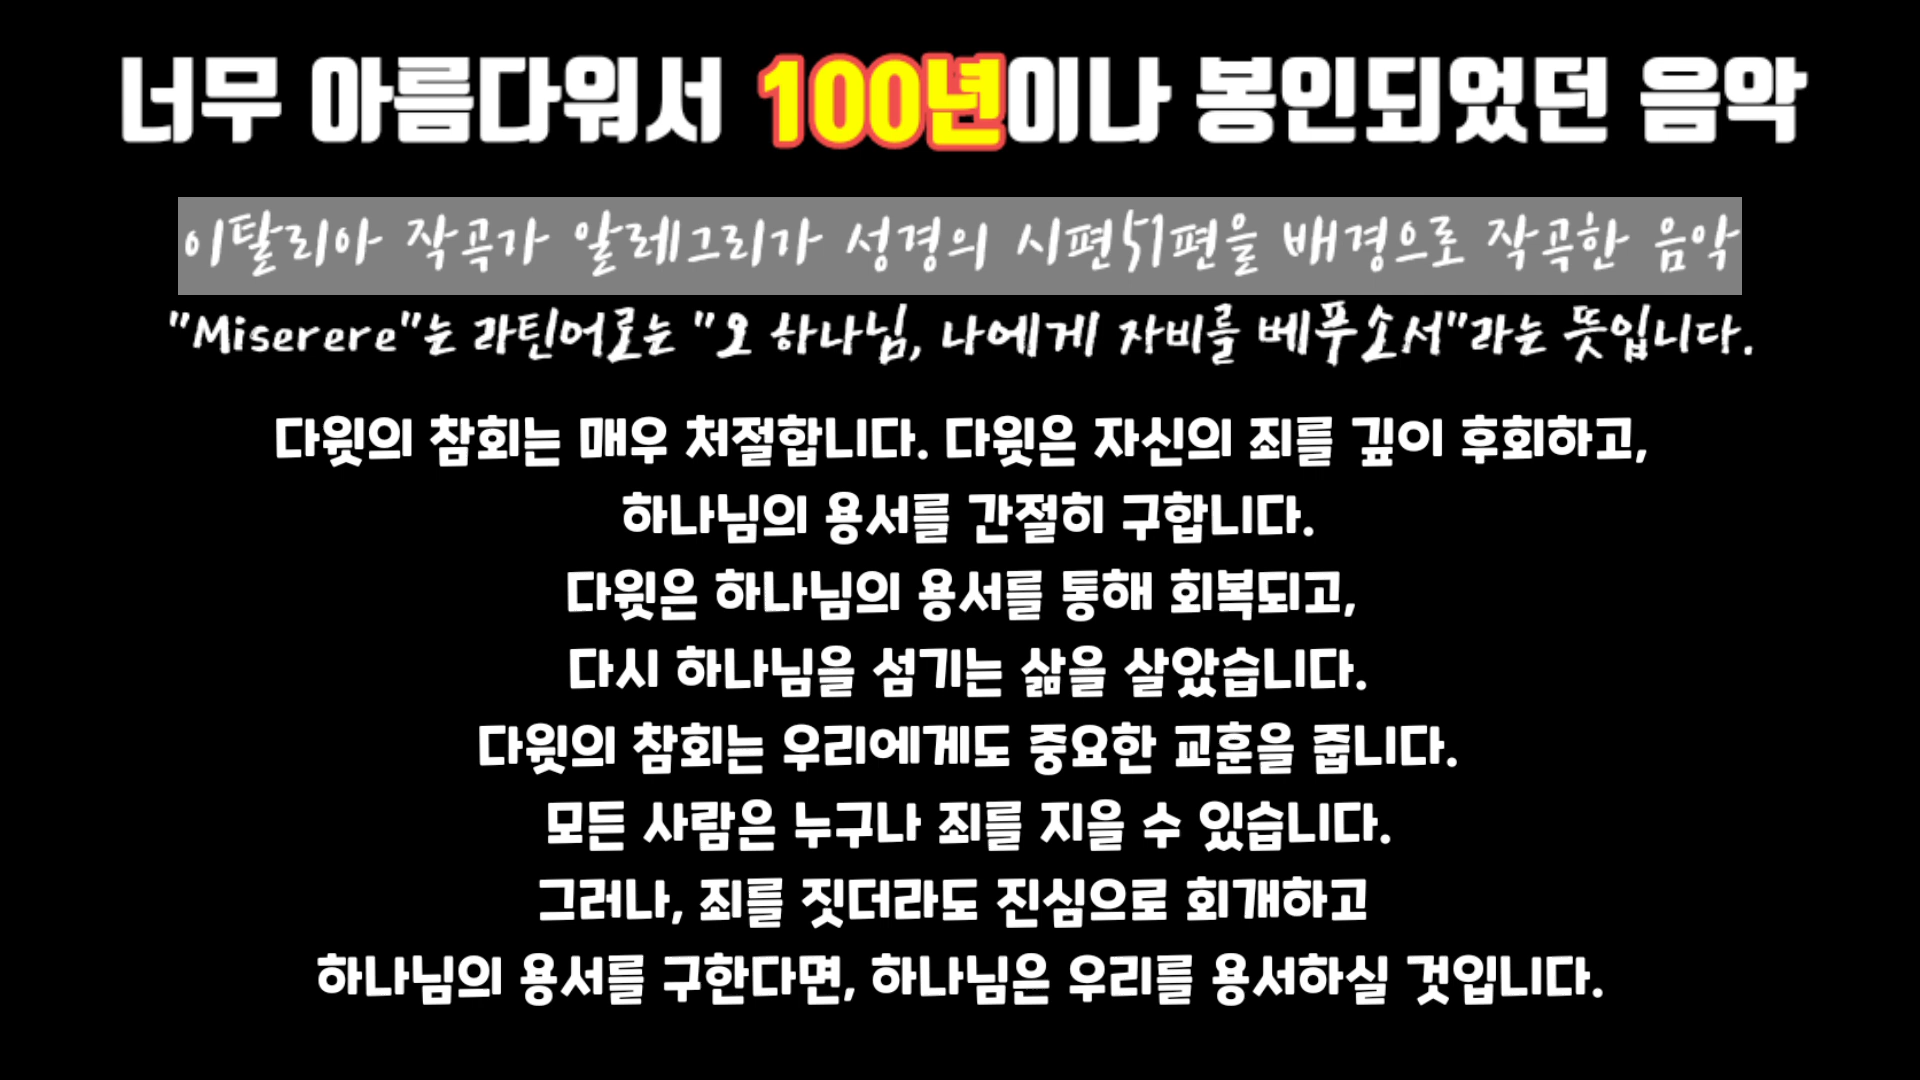 너무 아름다워서 100년이나 봉인되었던 음악
이탈리아 작곡가 알레그리가 성경의 시편51편을 배경으로 작곡한 음악
"Miserere"는 라틴어로는 "오 하나님, 나에게 자비를 베푸소서"라는 뜻입니다.
다윗의 참회는 매우 처절합니다. 다윗은 자신의 죄를 깊이 후회하고,
하나님의 용서를 간절히 구합니다.
다윗은 하나님의 용서를 통해 회복되고,
다시 하나님을 섬기는 삶을 살았습니다.
다윗의 참회는 우리에게도 중요한 교훈을 줍니다.
모든 사람은 누구나 죄를 지을 수 있습니다.
그러나, 죄를 짓더라도 진심으로 회개하고
하나님의 용서를 구한다면, 하나님은 우리를 용서하실 것입니다.